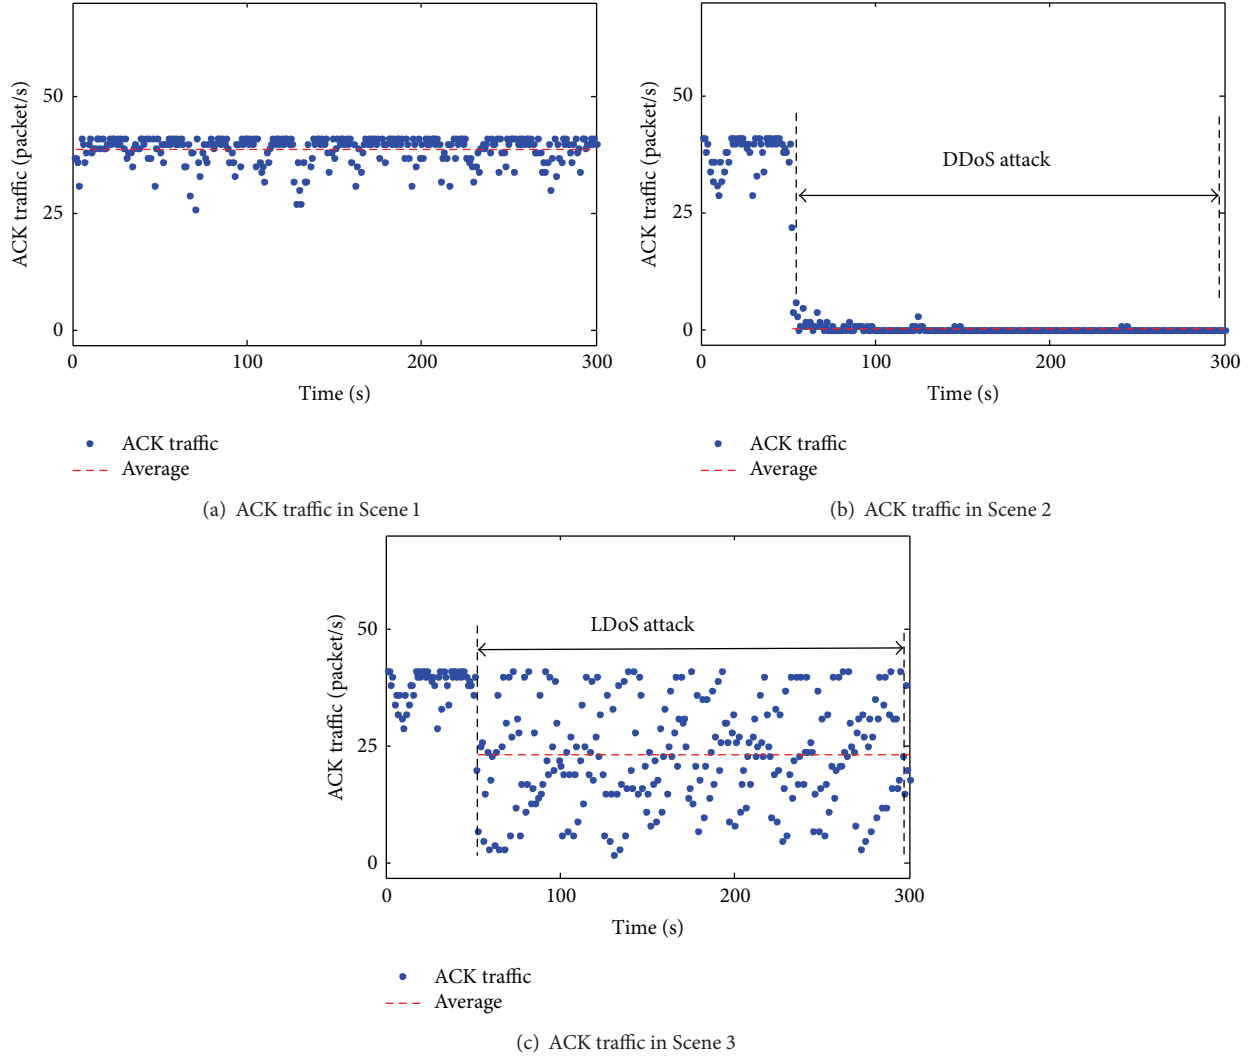 50
25
0
ACK traffic (packet/s)
0 100 200 300
Time (s)
ACK traffic
Average
(a) ACK traffic in Scene 1
50
25
0
ACK traffic (packet/s)
DDoS attack
0 100 200 300
Time (s)
ACK traffic
Average
(b) ACK traffic in Scene 2
50
25
0
ACK traffic (packet/s)
LDoS attack
0 100 200 300
Time (s)
ACK traffic
Average
(c) ACK traffic in Scene 3